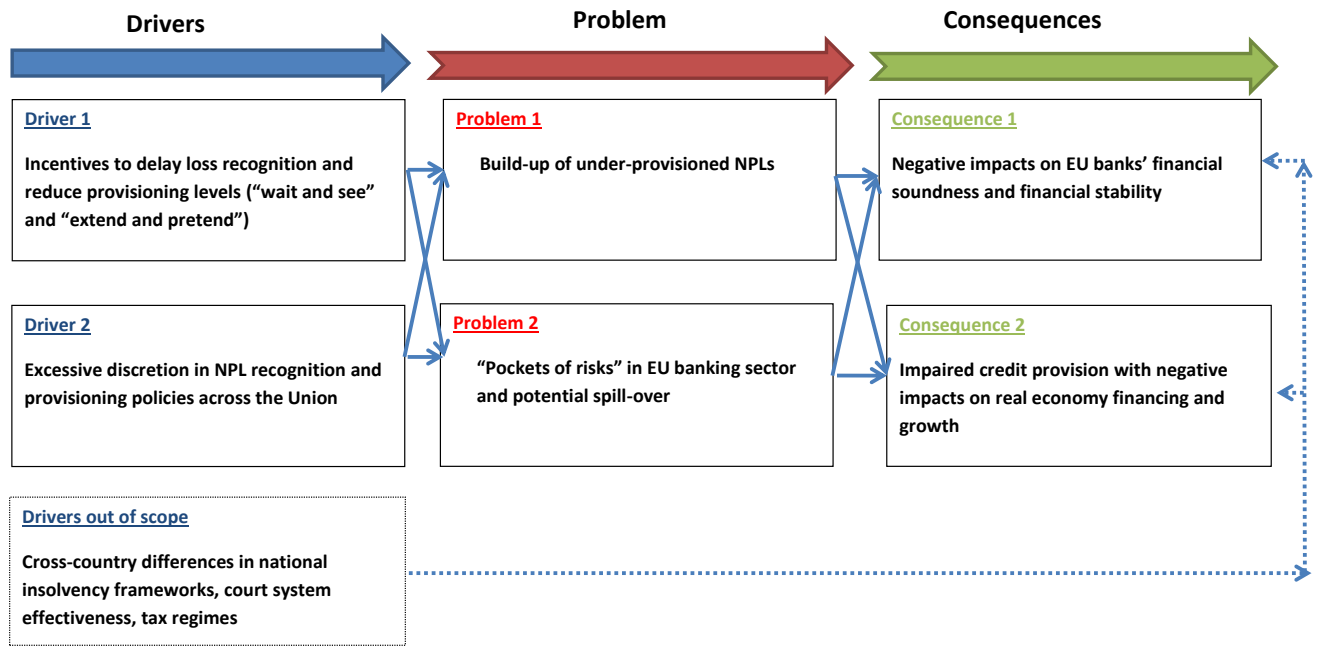 Drivers
Problem
Consequences
Driver 1
Incentives to delay loss recognition and
reduce provisioning levels (“wait and see”
and “extend and pretend”)
Problem 1
Build-up of under-provisioned NPLs
Consequence 1
Negative impacts on EU banks’ financial
soundness and financial stability
Driver 2
Excessive discretion in NPL recognition and
provisioning policies across the Union
Problem 2
“Pockets of risks” in EU banking sector
and potential spill-over
Consequence 2
Impaired credit provision with negative
impacts on real economy financing and
growth
Drivers out of scope
Cross-country differences in national
insolvency frameworks, court system
effectiveness, tax regimes